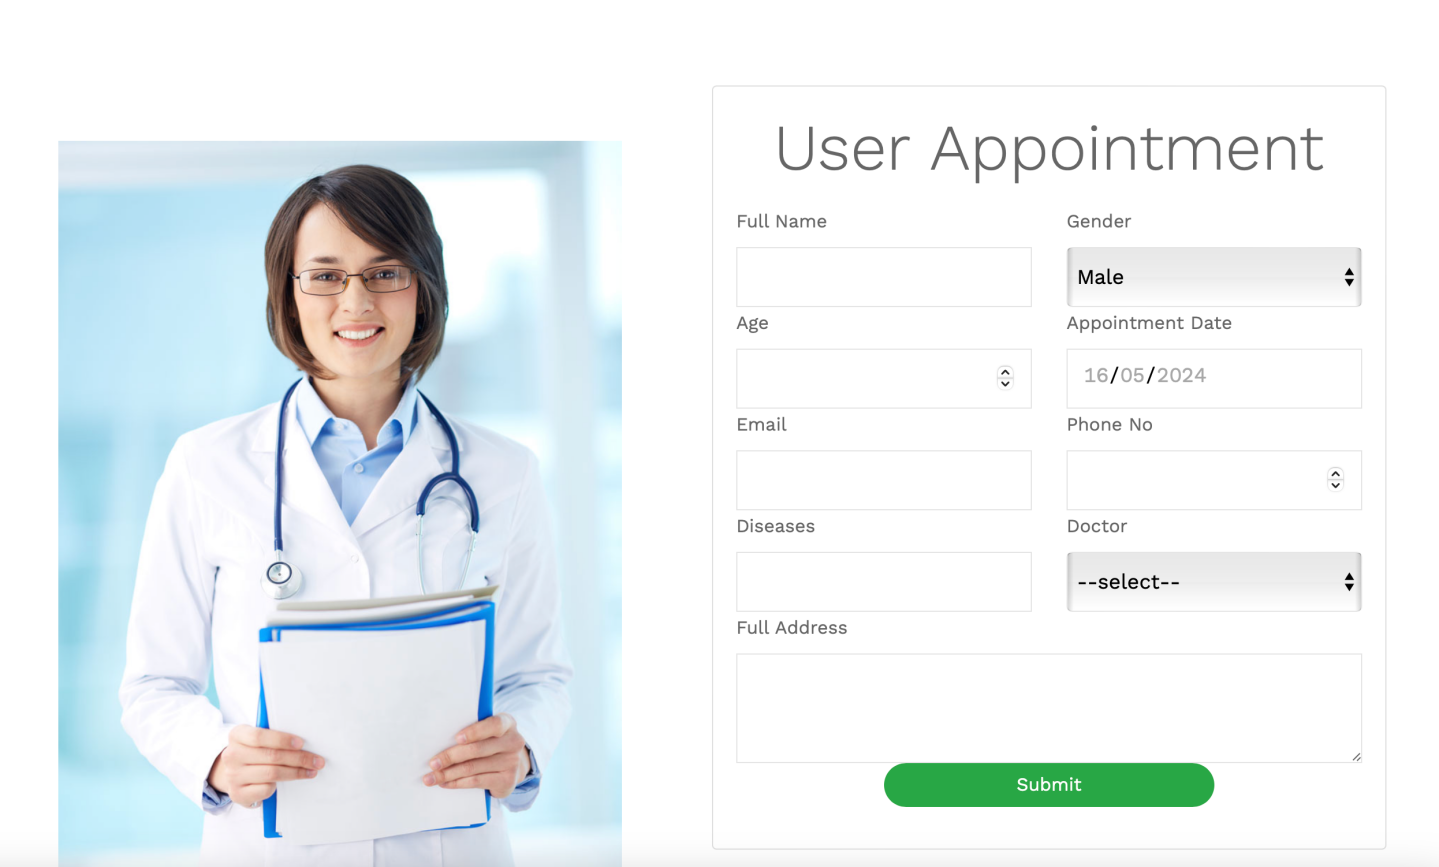 User Appointment
Full Name
Gender
Male
Age
Appointment Date
16/05/2024
Email
Phone No
Diseases
Doctor
--select--
Full Address
Submit